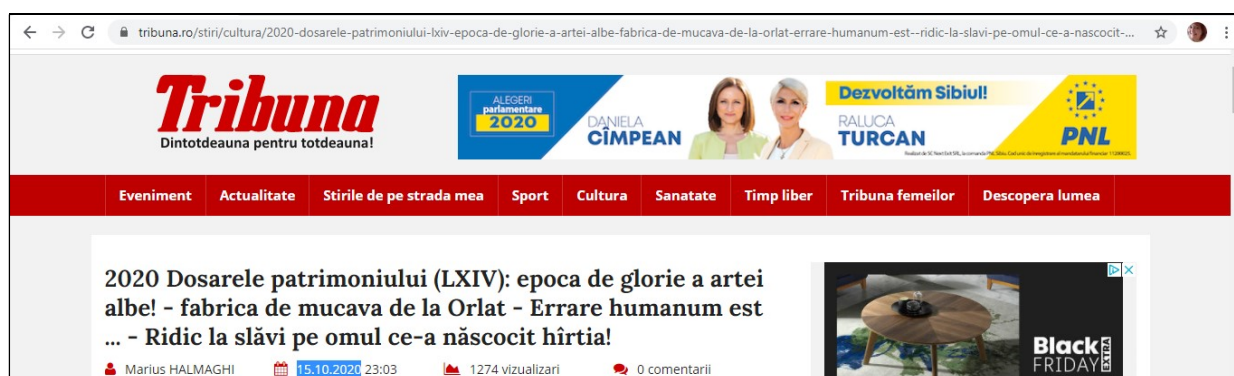 tribuna.ro/stiri/cultura/2020-dosarele-patrimoniului-lxiv-epoca-de-glorie-a-artei-albe-fabrica-de-mucava-de-la-orlat-errare-humanum-est--ridic-la-slavi-pe-omul-ce-a-nascocit-...
Tribuna
Dintotdeauna pentru totdeauna!
ALEGERI
parlamentare
2020
DANIELA
CÎMPEAN
Dezvoltăm Sibiul!
RALUCA
TURCAN
PNL
Eveniment Actualitate Stirile de pe strada mea Sport Cultura Sanatate Timp liber Tribuna femeilor Descopera lumea
2020 Dosarele patrimoniului (LXIV): epoca de glorie a artei
albe! - fabrica de mucava de la Orlat - Errare humanum est
... - Ridic la slăvi pe omul ce-a născocit hîrtia!
Marius HALMAGHI 15.10.2020 23:03 1274 vizualizari 0 comentarii
Black
FRIDAY
EXTRA